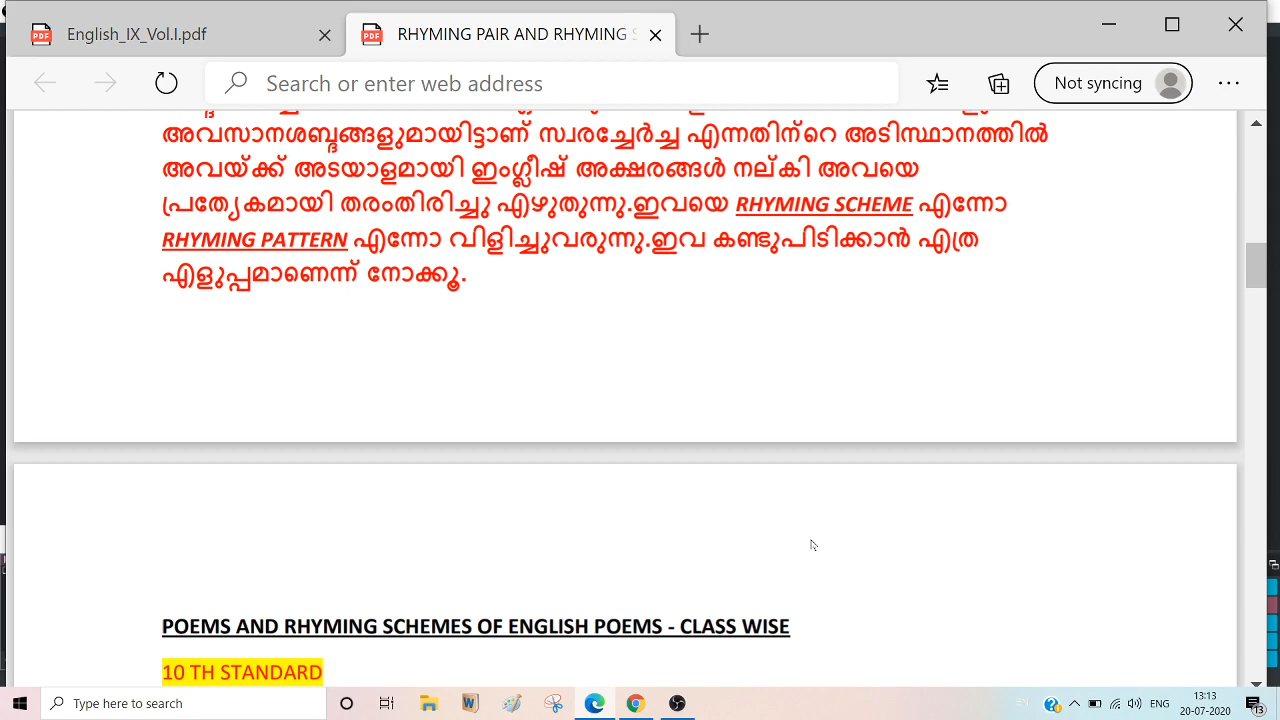 English_IX_Vol.I.pdf
RHYMING PAIR AND RHYMING
Search or enter web address
Not syncing
അവസാനശബ്ദങ്ങളുമായിട്ടാണ് സ്വരച്ചേർച്ച എന്നതിന്റെ അടിസ്ഥാനത്തിൽ
അവയ്ക്ക് അടയാളമായി ഇംഗ്ലീഷ് അക്ഷരങ്ങൾ നല്കി അവയെ
പ്രത്യേകമായി തരംതിരിച്ചു എഴുതുന്നു.ഇവയെ RHYMING SCHEME എന്നോ
RHYMING PATTERN എന്നോ വിളിച്ചുവരുന്നു.ഇവ കണ്ടുപിടിക്കാൻ എത്ര
എളുപ്പമാണെന്ന് നോക്കൂ.
POEMS AND RHYMING SCHEMES OF ENGLISH POEMS - CLASS WISE
10 TH STANDARD
Type here to search
ENG
13:13
20-07-2020
13